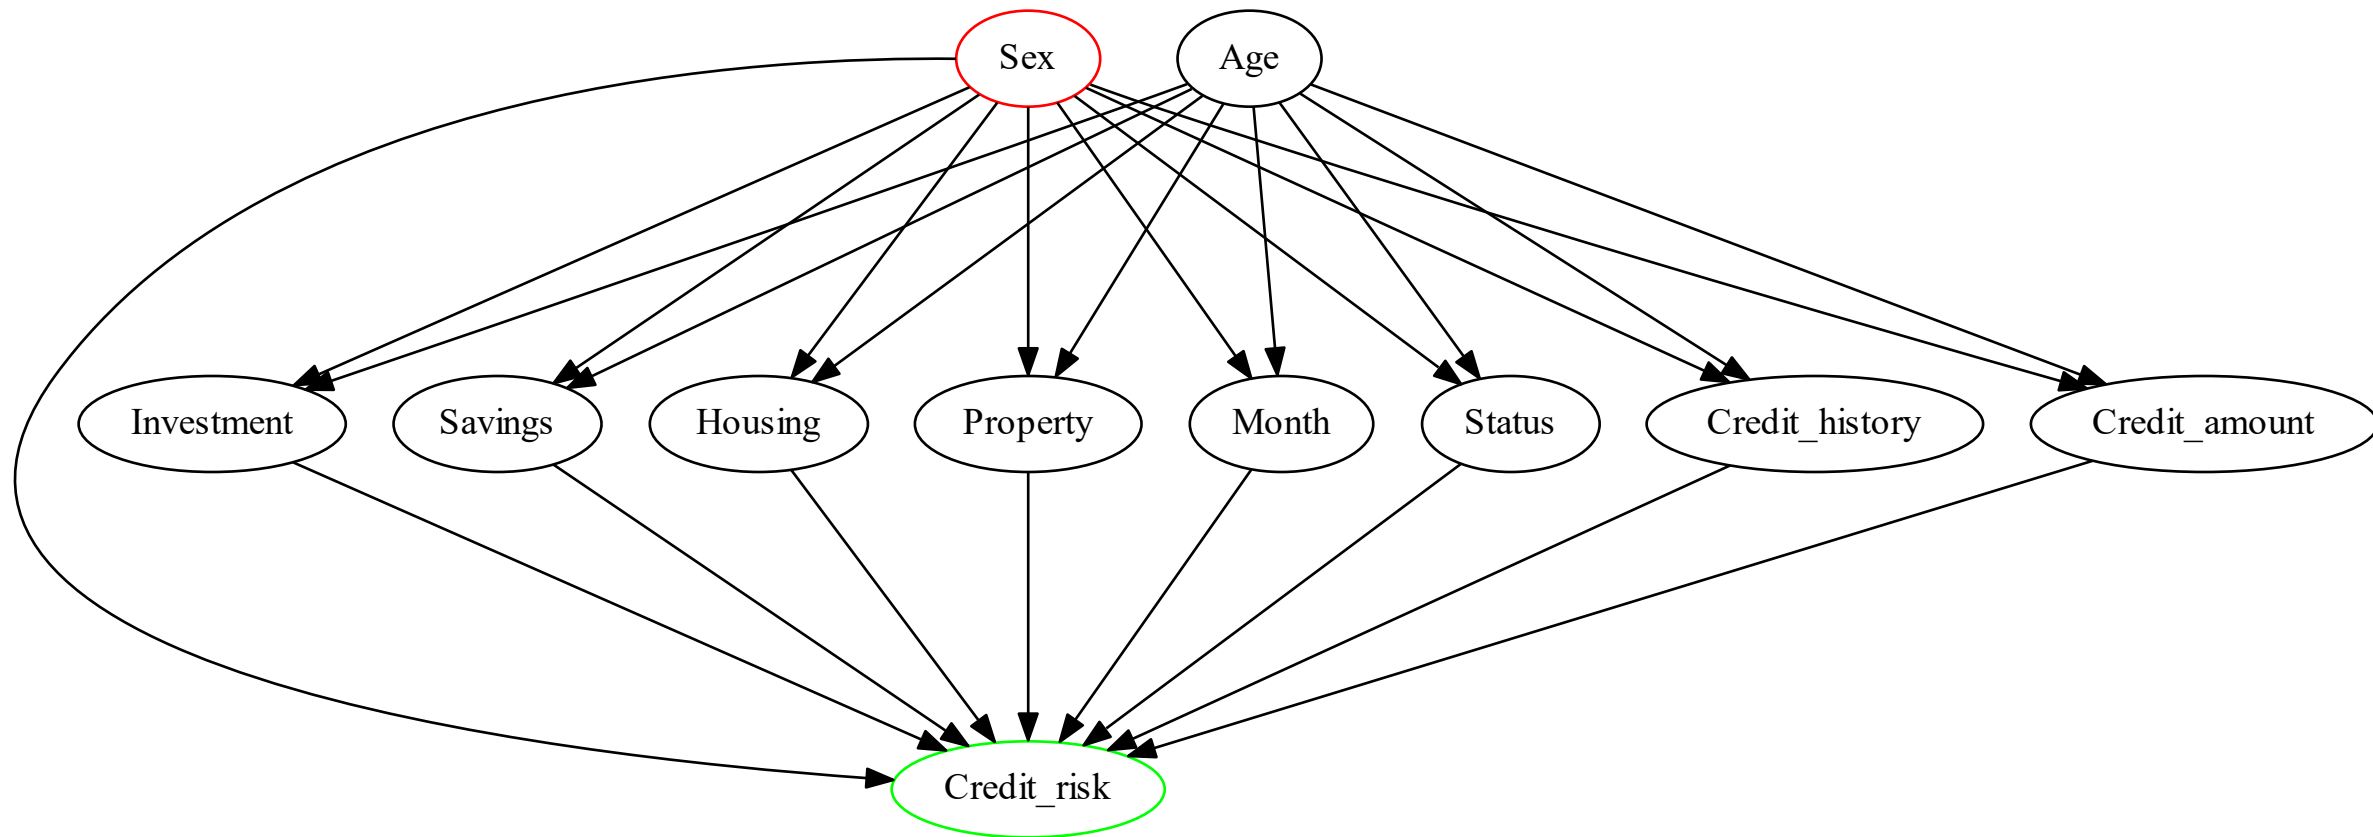 Sex
Age
Investment
Savings
Housing
Property
Month
Status
Credit_history
Credit_amount
Credit_risk